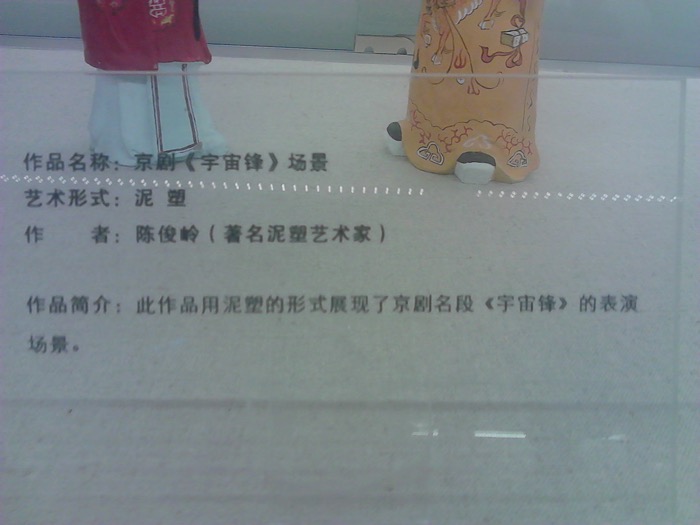 作品名称：京剧《宇宙锋》场景
艺术形式：泥 塑
作　　者：陈俊岭（著名泥塑艺术家）
作品简介：此作品用泥塑的形式展现了京剧名段《宇宙锋》的表演
场景。